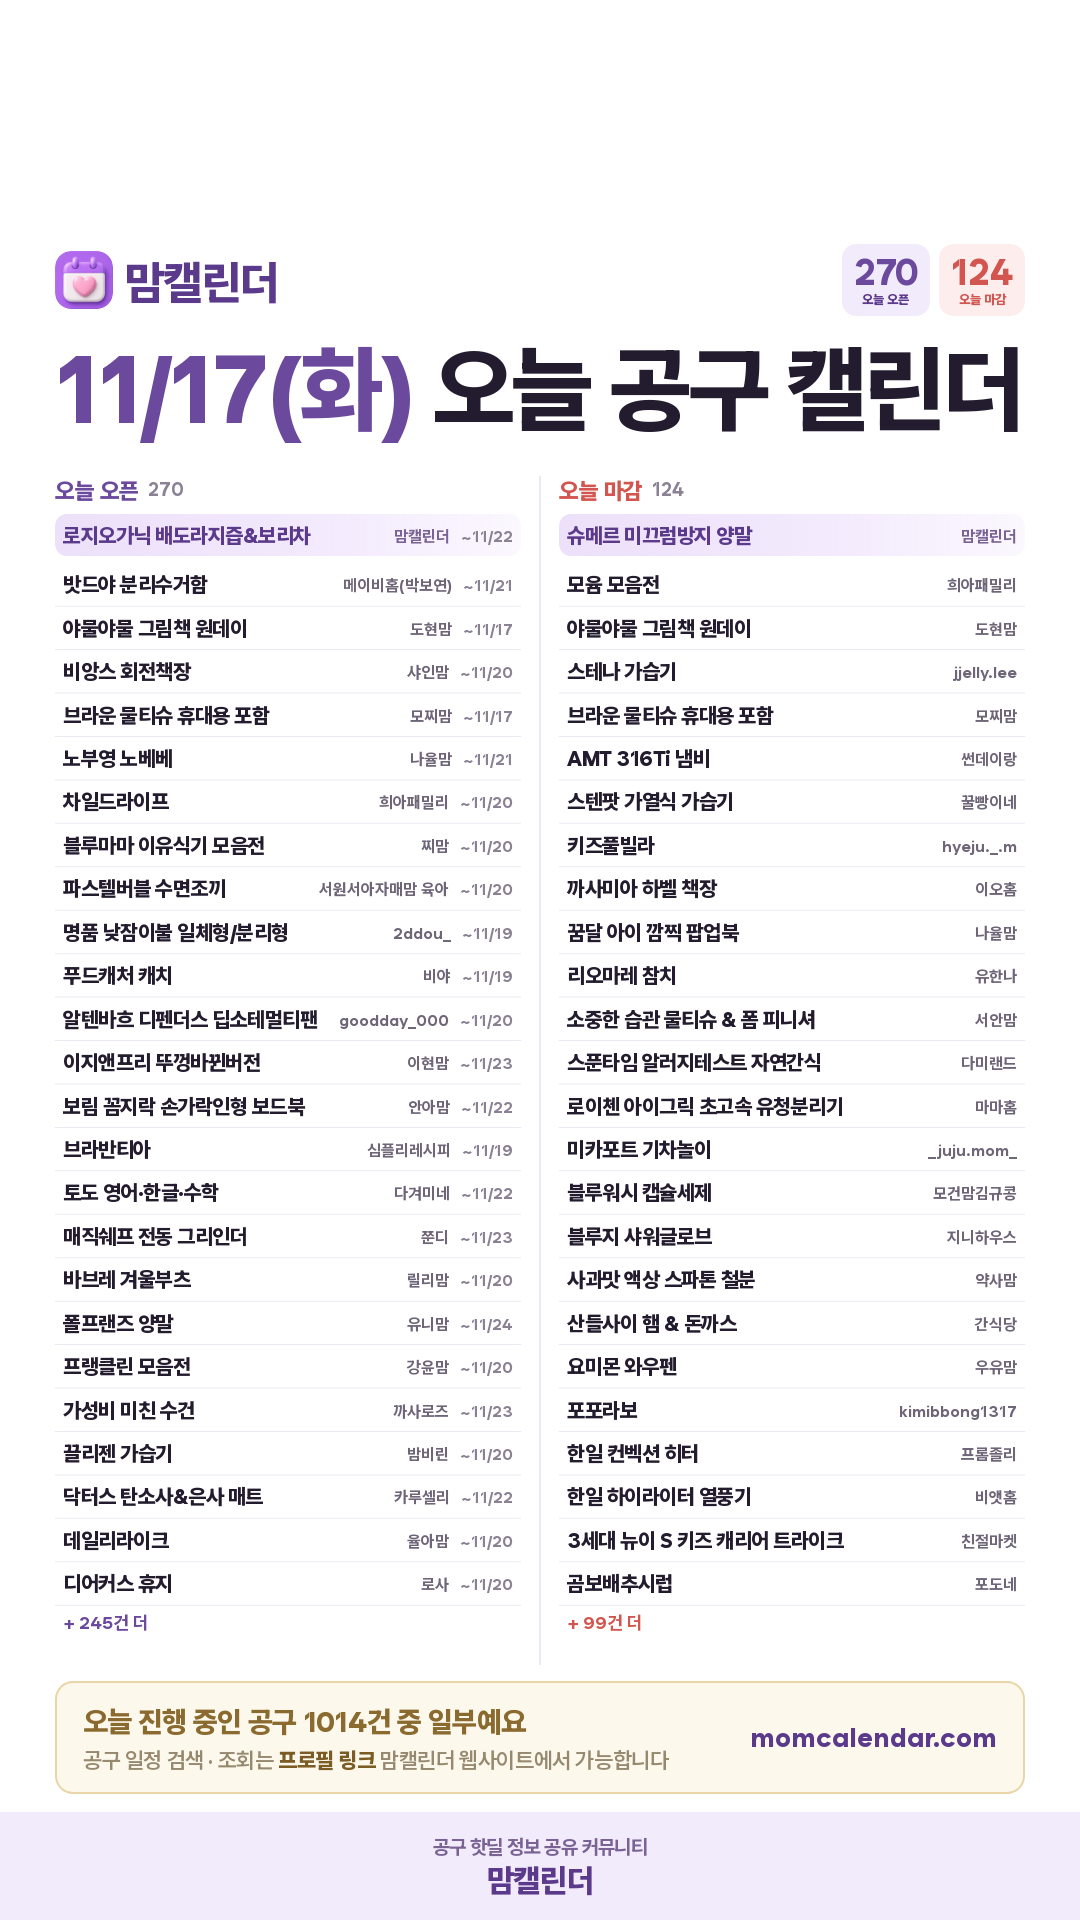 맘캘린더
270
오늘 오픈
124
오늘 마감
11/17(화) 오늘 공구 캘린더
오늘 오픈 270
로지오가닉 배도라지즙&보리차 맘캘린더 ~11/22
밧드야 분리수거함 메이비홈(박보연) ~11/21
야물야물 그림책 원데이 도현맘 ~11/17
비앙스 회전책장 샤인맘 ~11/20
브라운 물티슈 휴대용 포함 모찌맘 ~11/17
노부영 노베베 나율맘 ~11/21
차일드라이프 희아패밀리 ~11/20
블루마마 이유식기 모음전 찌맘 ~11/20
파스텔버블 수면조끼 서원서아자매맘 육아 ~11/20
명품 낮잠이불 일체형/분리형 2ddou_ ~11/19
푸드캐처 캐치 비야 ~11/19
알텐바흐 디펜더스 딥소테멀티팬 goodday_000 ~11/20
이지앤프리 뚜껑바뀐버전 이현맘 ~11/23
보림 꼼지락 손가락인형 보드북 안아맘 ~11/22
브라반티아 심플리레시피 ~11/19
토도 영어·한글·수학 다겨미네 ~11/22
매직쉐프 전동 그리인더 쭌디 ~11/23
바브레 겨울부츠 릴리맘 ~11/20
폴프랜즈 양말 유니맘 ~11/24
프랭클린 모음전 강윤맘 ~11/20
가성비 미친 수건 까사로즈 ~11/23
끌리젠 가습기 밤비린 ~11/20
닥터스 탄소사&은사 매트 카루셀리 ~11/22
데일리라이크 율아맘 ~11/20
디어커스 휴지 로사 ~11/20
+ 245건 더
오늘 마감 124
슈메르 미끄럼방지 양말 맘캘린더
모윰 모음전 희아패밀리
야물야물 그림책 원데이 도현맘
스테나 가습기 jjelly.lee
브라운 물티슈 휴대용 포함 모찌맘
AMT 316Ti 냄비 썬데이랑
스텐팟 가열식 가습기 꿀빵이네
키즈풀빌라 hyeju._.m
까사미아 하벨 책장 이오홈
꿈달 아이 깜찍 팝업북 나율맘
리오마레 참치 유한나
소중한 습관 물티슈 & 폼 피니셔 서안맘
스푼타임 알러지테스트 자연간식 다미랜드
로이첸 아이그릭 초고속 유청분리기 마마홈
미카포트 기차놀이 _juju.mom_
블루워시 캡슐세제 모건맘김규콩
블루지 샤워글로브 지니하우스
사과맛 액상 스파톤 철분 약사맘
산들사이 햄 & 돈까스 간식당
요미몬 와우펜 우유맘
포포라보 kimibbong1317
한일 컨벡션 히터 프롬졸리
한일 하이라이터 열풍기 비앳홈
3세대 뉴이 S 키즈 캐리어 트라이크 친절마켓
곰보배추시럽 포도네
+ 99건 더
오늘 진행 중인 공구 1014건 중 일부예요
공구 일정 검색 · 조회는 프로필 링크 맘캘린더 웹사이트에서 가능합니다
momcalendar.com
공구 핫딜 정보 공유 커뮤니티
맘캘린더